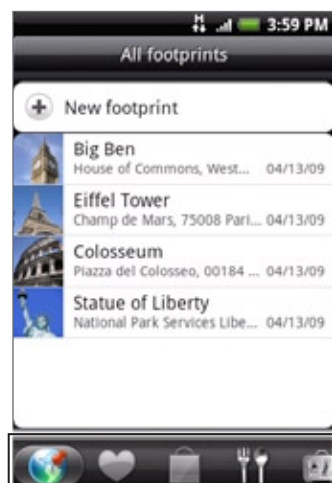 H 3:59 PM
All footprints
New footprint
Big Ben
House of Commons, West... 04/13/09
Eiffel Tower
Champ de Mars, 75008 Pari... 04/13/09
Colosseum
Piazza del Colosseo, 00184 ... 04/13/09
Statue of Liberty
National Park Services Libe... 04/13/09